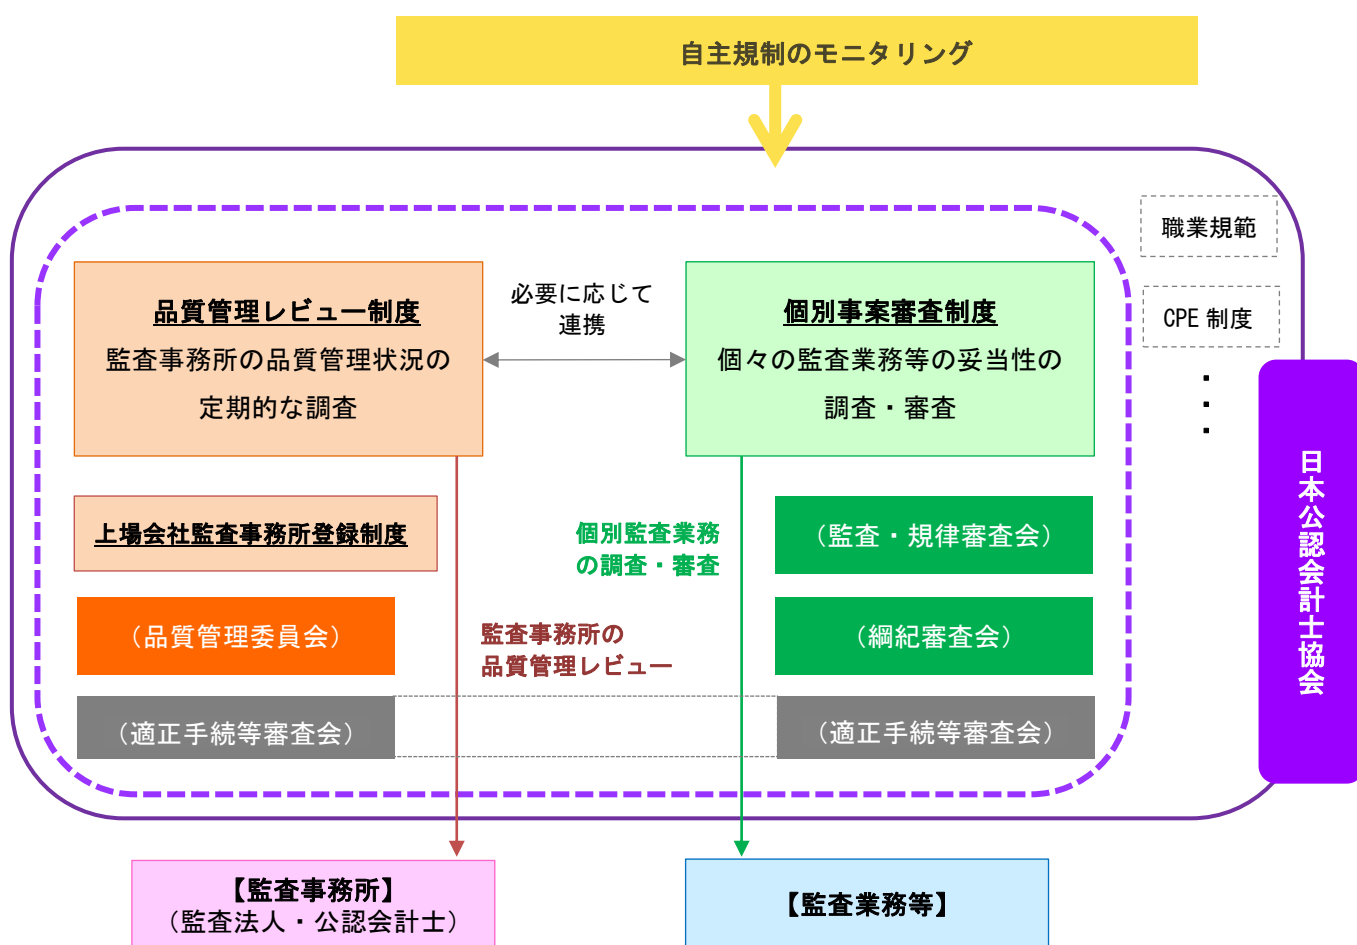 自主規制のモニタリング
職業規範
CPE 制度
・
・
・
日本公認会計士協会
品質管理レビュー制度
監査事務所の品質管理状況の
定期的な調査
必要に応じて
連携
個別事案審査制度
個々の監査業務等の妥当性の
調査・審査
上場会社監査事務所登録制度
個別監査業務
の調査・審査
（監査・規律審査会）
（品質管理委員会）
監査事務所の
品質管理レビュー
（綱紀審査会）
（適正手続等審査会）
（適正手続等審査会）
【監査事務所】
（監査法人・公認会計士）
【監査業務等】